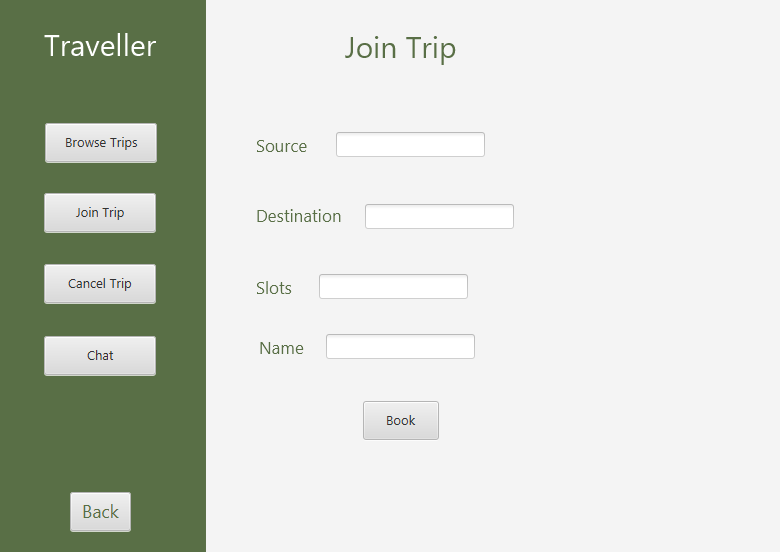 Traveller
Browse Trips
Join Trip
Cancel Trip
Chat
Back
Join Trip
Source
Destination
Slots
Name
Book